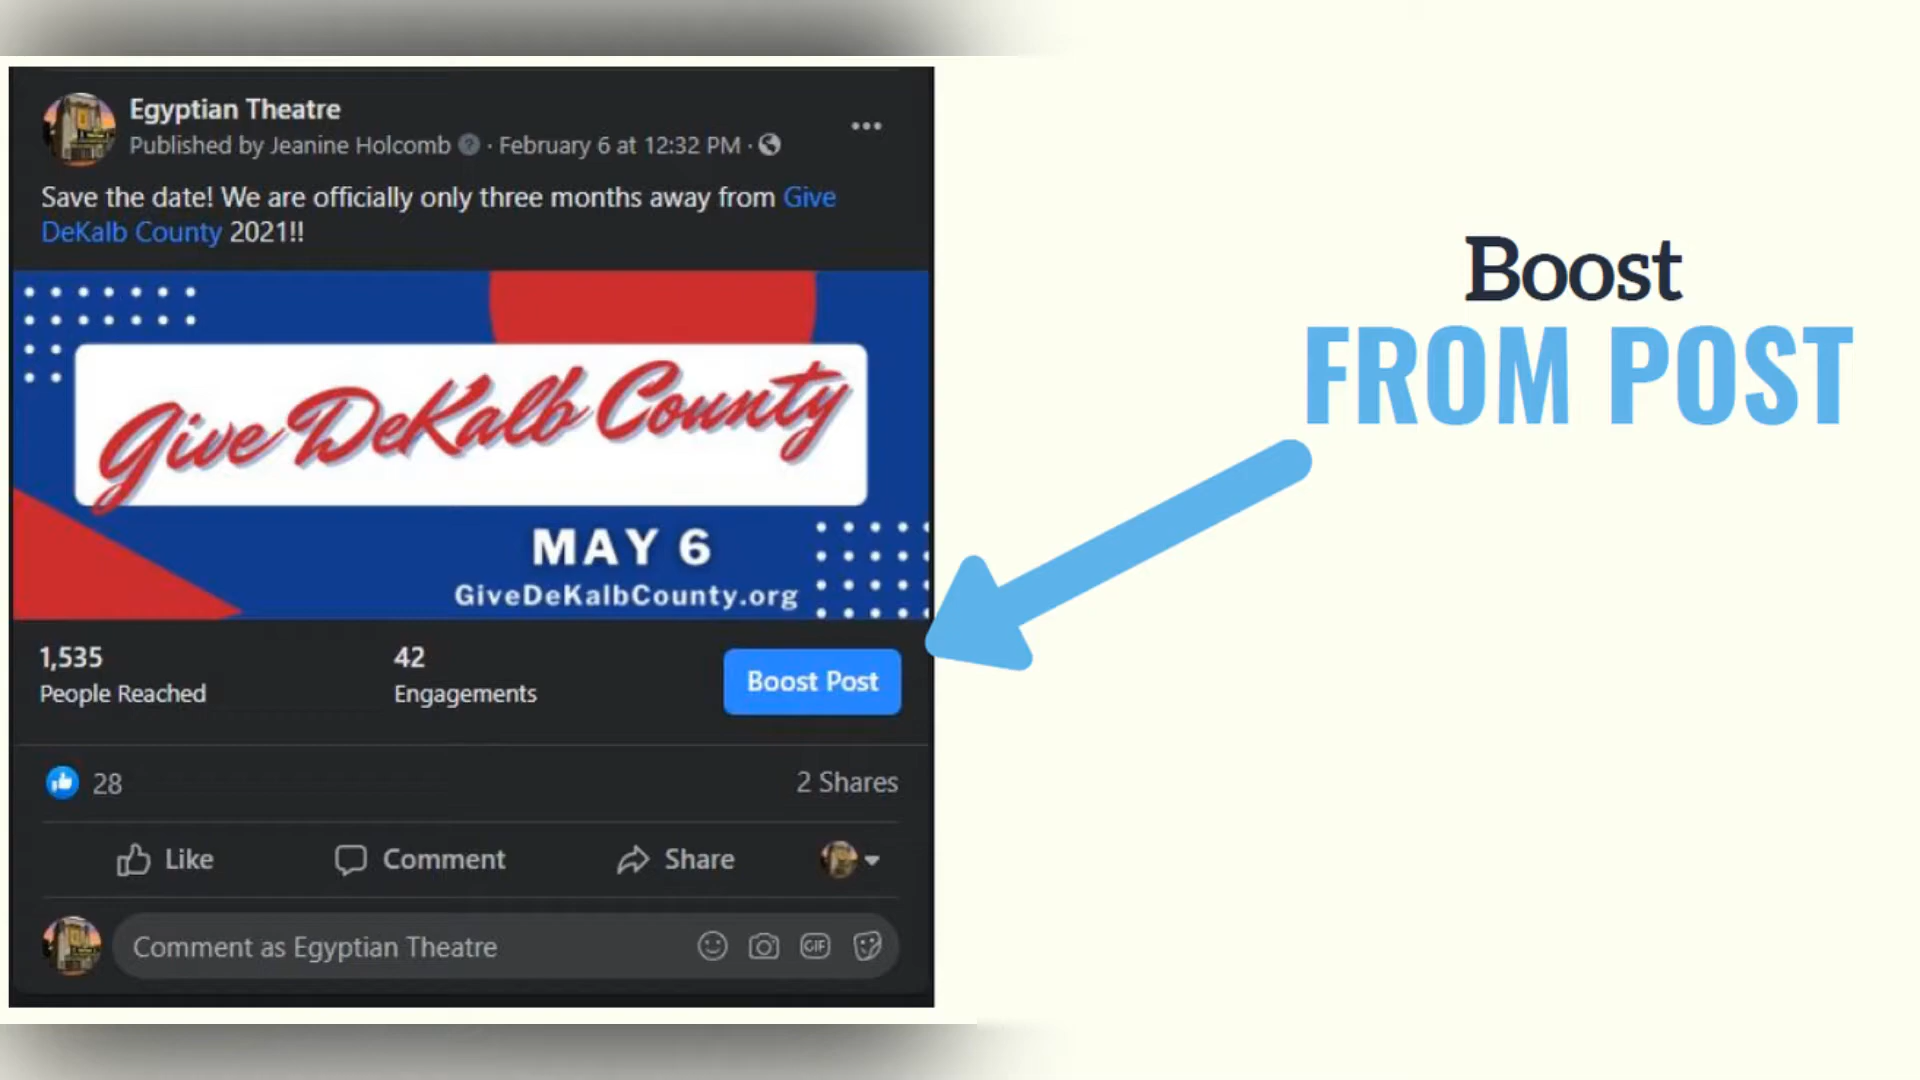 Egyptian Theatre
Published by Jeanine Holcomb · February 6 at 12:32 PM ·
Save the date! We are officially only three months away from Give
DeKalb County 2021!!
Give DeKalb County
MAY 6
GiveDeKalbCounty.org
1,535
People Reached
42
Engagements
Boost Post
28
2 Shares
Like
Comment
Share
Comment as Egyptian Theatre
GIF
Boost
FROM POST